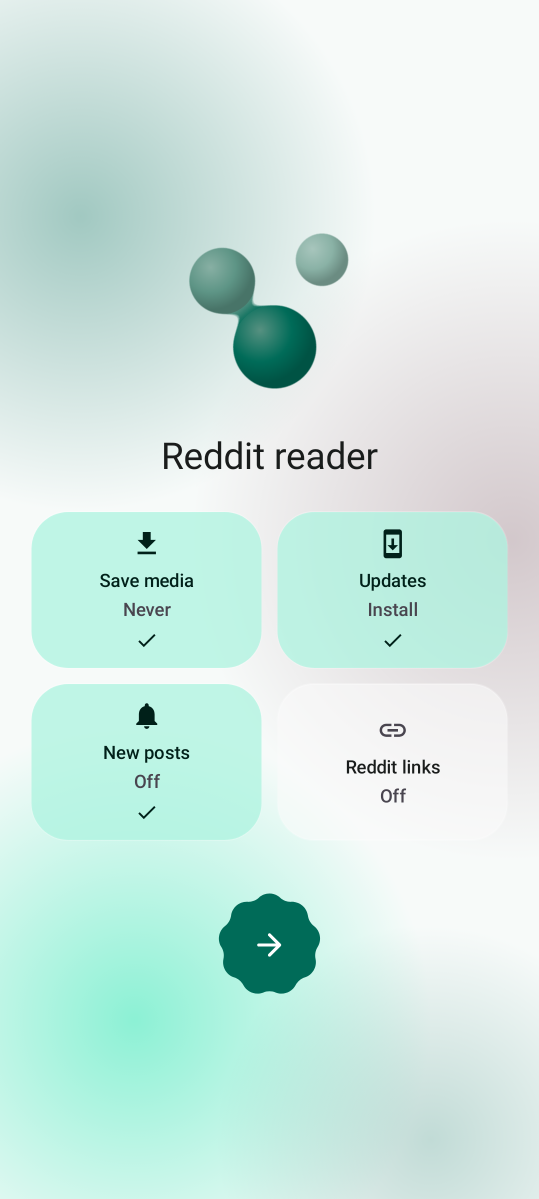 Reddit reader
Save media
Never
Updates
Install
New posts
Off
Reddit links
Off